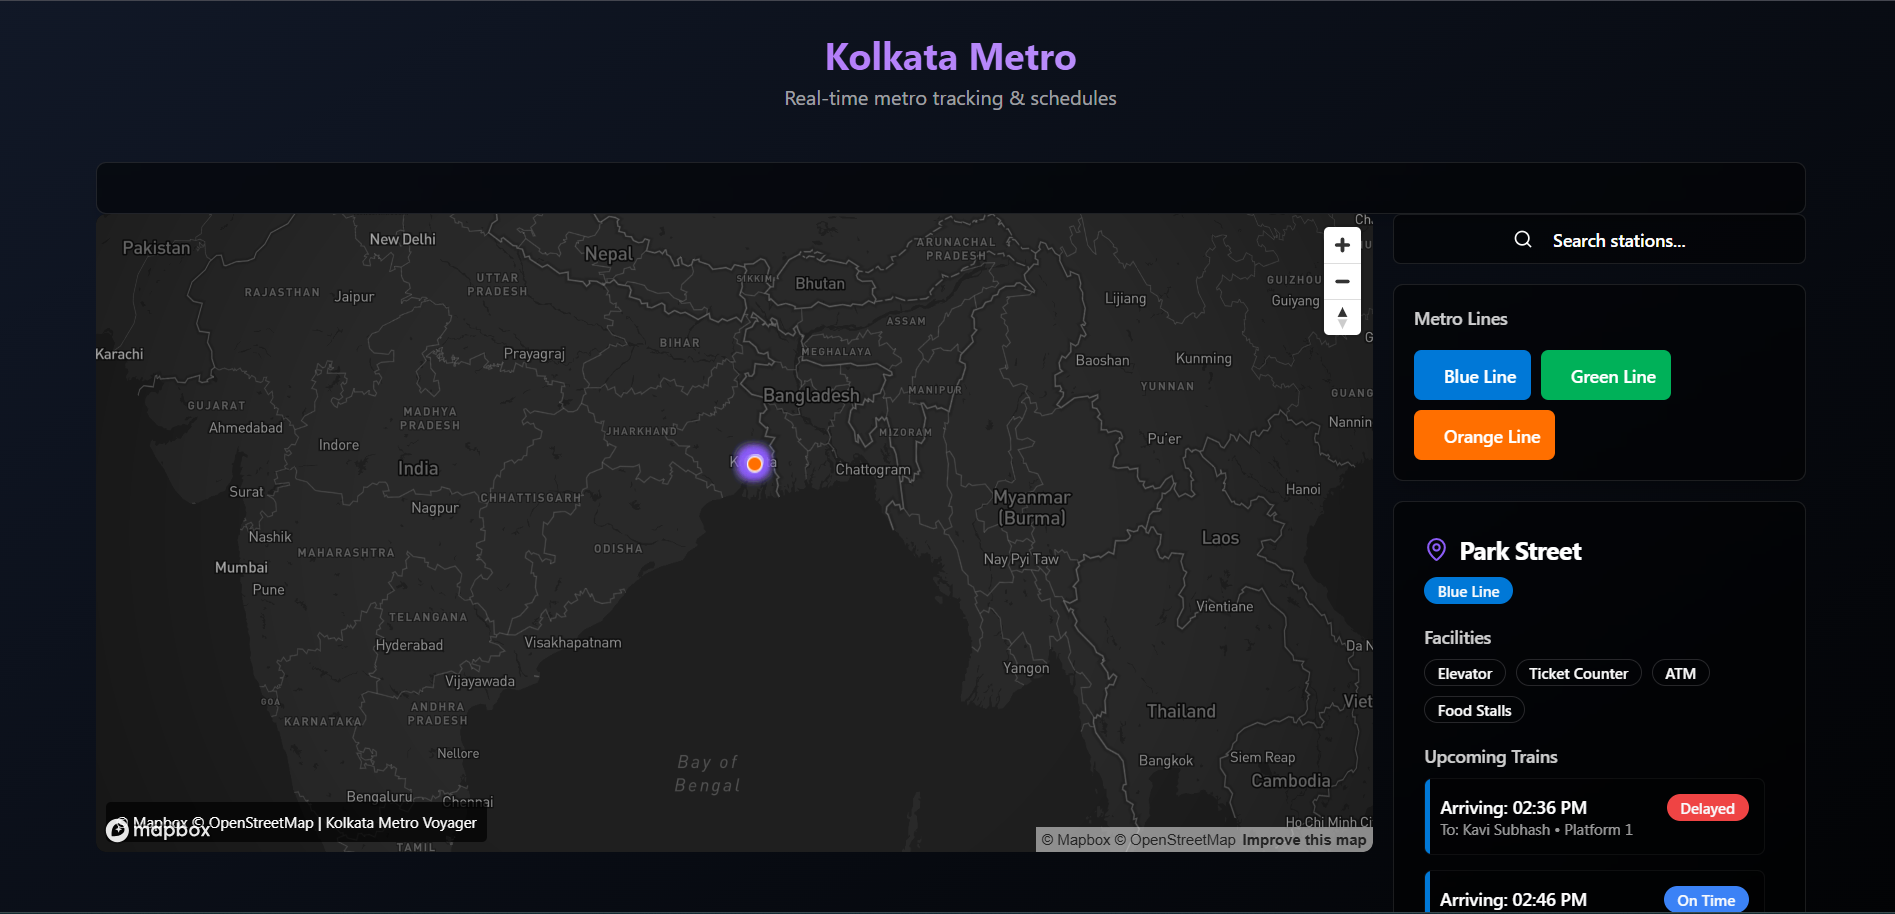 Kolkata Metro
Real-time metro tracking & schedules
Search stations...
Metro Lines
Blue Line
Green Line
Orange Line
Park Street
Blue Line
Facilities
Elevator
Ticket Counter
ATM
Food Stalls
Upcoming Trains
Arriving: 02:36 PM
Delayed
To: Kavi Subhash • Platform 1
Arriving: 02:46 PM
On Time
Pakistan
New Delhi
Nepal
ARUNACHAL
PRADESH
UTTAR
PRADESH
SIKKIM
Bhutan
RAJASTHAN
Jaipur
Lijiang
GUIZHOU
Guiyang
ASSAM
BIHAR
MEGHALAYA
Karachi
Prayagraj
Baoshan
Kunming
YUNNAN
MANIPUR
Bangladesh
GUANG
GUJARAT
MADHYA
PRADESH
Ahmedabad
Nannin
JHARKHAND
MIZORAM
Pu'er
Indore
India
Chattogram
Surat
CHHATTISGARH
Nagpur
Myanmar
(Burma)
Hanoi
Nashik
MAHARASHTRA
ODISHA
Laos
Nay Pyi Taw
Mumbai
Pune
Vientiane
TELANGANA
Hyderabad
Visakhapatnam
Da N
Yangon
Vijayawada
GOA
KARNATAKA
ANDHRA
PRADESH
Thailand
Viet
Nellore
Bay of
Bengal
Bangkok
Siem Reap
Cambodia
Bengaluru
Chennai
Ho Chi Minh Ci
© Mapbox © OpenStreetMap | Kolkata Metro Voyager
mapbox
TAMIL
© Mapbox © OpenStreetMap Improve this map